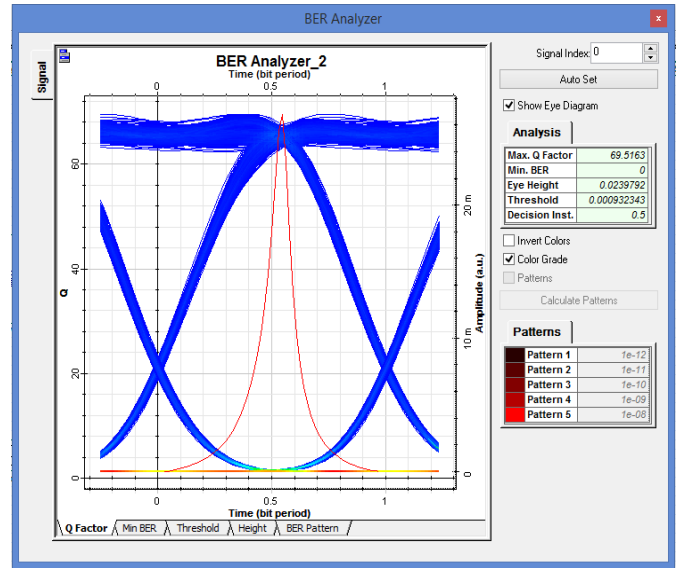 BER Analyzer
x
Signal Index: 0
Auto Set
Show Eye Diagram
Analysis
Max. Q Factor 69.5163
Min. BER 0
Eye Height 0.0239792
Threshold 0.000932343
Decision Inst. 0.5
Invert Colors
Color Grade
Patterns
Calculate Patterns
Patterns
Pattern 1 1e-12
Pattern 2 1e-11
Pattern 3 1e-10
Pattern 4 1e-09
Pattern 5 1e-08
Signal
BER Analyzer_2
Time (bit period)
0 0.5 1
60
40
20
0
Q
20 m
10 m
0
Amplitude (a.u.)
0 0.5 1
Time (bit period)
Q Factor Min BER Threshold Height BER Pattern